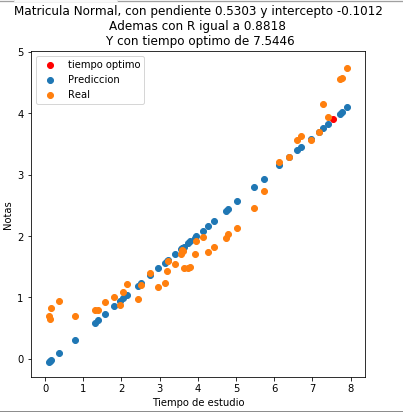 Matricula Normal, con pendiente 0.5303 y intercepto -0.1012
Ademas con R igual a 0.8818
Y con tiempo optimo de 7.5446
5
4
3
2
1
0
Notas
tiempo optimo
Prediccion
Real
0 1 2 3 4 5 6 7 8
Tiempo de estudio